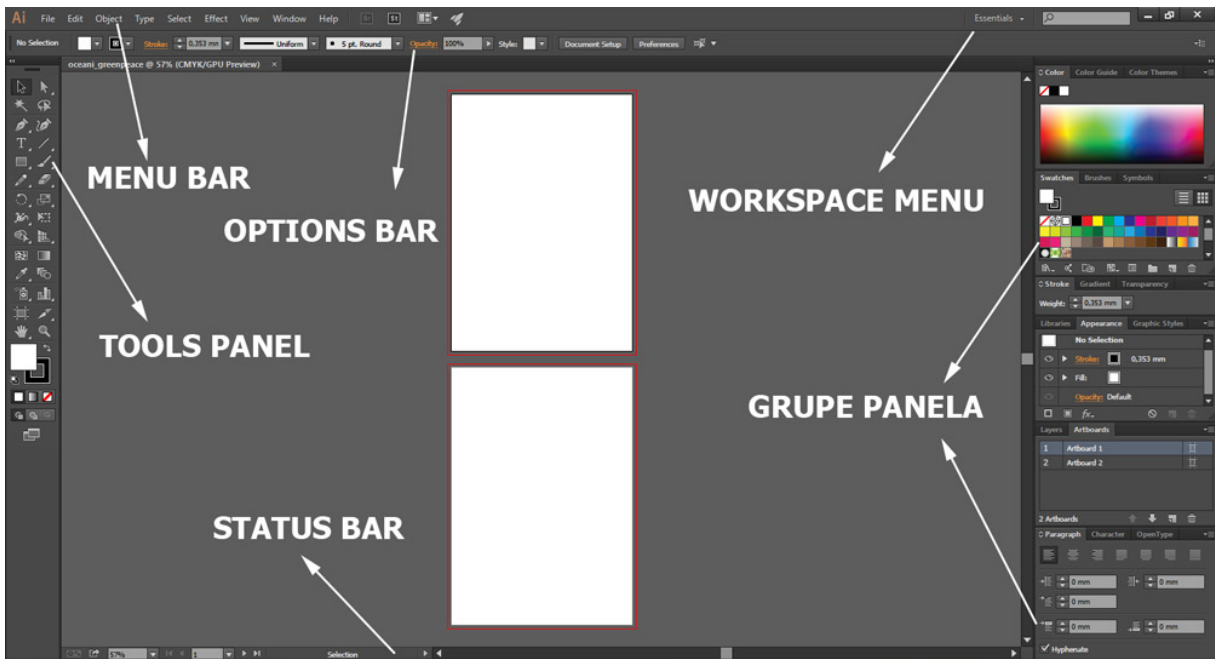 Ai File Edit Object Type Select Effect View Window Help Br St Essentials
No Selection Stroke: 0,353 mm Uniform 5 pt. Round Opacity: 100% Style: Document Setup Preferences
oceani_greenpeace @ 57% (CMYK/GPU Preview) ×
Color Color Guide Color Themes
MENU BAR
OPTIONS BAR
WORKSPACE MENU
Swatches Brushes Symbols
Stroke Gradient Transparency
Weight: 0,353 mm
TOOLS PANEL
Libraries Appearance Graphic Styles
No Selection
Stroke: 0,353 mm
Fill:
Opacity: Default
fx.
GRUPE PANELA
Layers Artboards
1 Artboard 1
2 Artboard 2
2 Artboards
STATUS BAR
Paragraph Character OpenType
0 mm 0 mm
0 mm
0 mm 0 mm
Hyphenate
57% 1 Selection